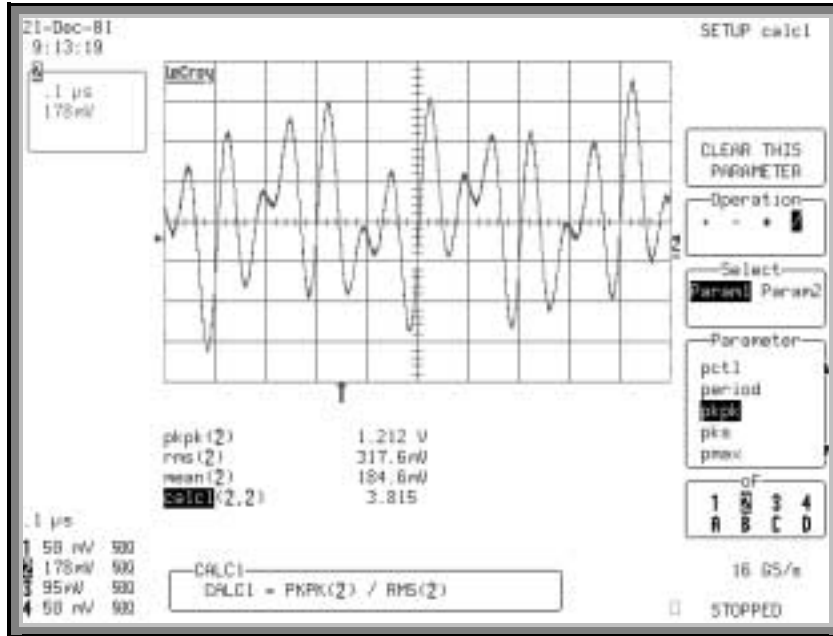 21-Dec-81
9:13:19
2
.1 µs
178mV
LeCroy
SETUP calc1
CLEAR THIS
PARAMETER
Operation
+ - * /
Select
Param1 Param2
Parameter
pctl
period
pkpk
pks
pmax
of
1 2 3 4
A B C D
pkpk(2) 1.212 V
rms(2) 317.6mV
mean(2) 184.6mV
calc1(2,2) 3.815
.1 µs
1 50 mV 50Ω
2 178mV 50Ω
3 95mV 50Ω
4 50 mV 50Ω
CALC1
CALC1 = PKPK(2) / RMS(2)
16 GS/s
STOPPED